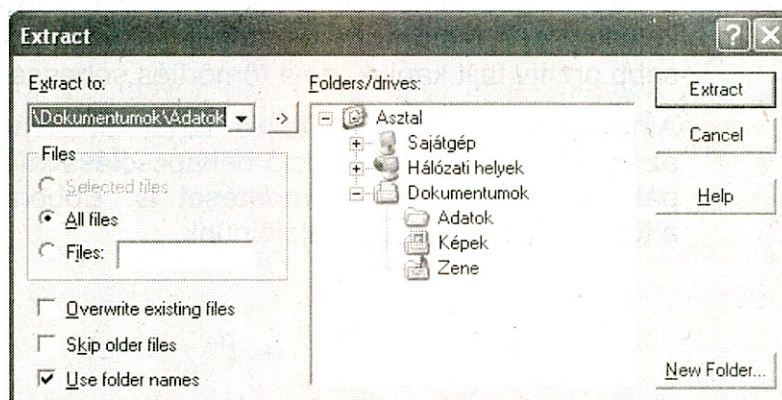 Extract
Extract to:
\Dokumentumok\Adatok
Files
Selected files
All files
Files:
Overwrite existing files
Skip older files
Use folder names
Folders/drives:
Asztal
Sajátgép
Hálózati helyek
Dokumentumok
Adatok
Képek
Zene
Extract
Cancel
Help
New Folder...